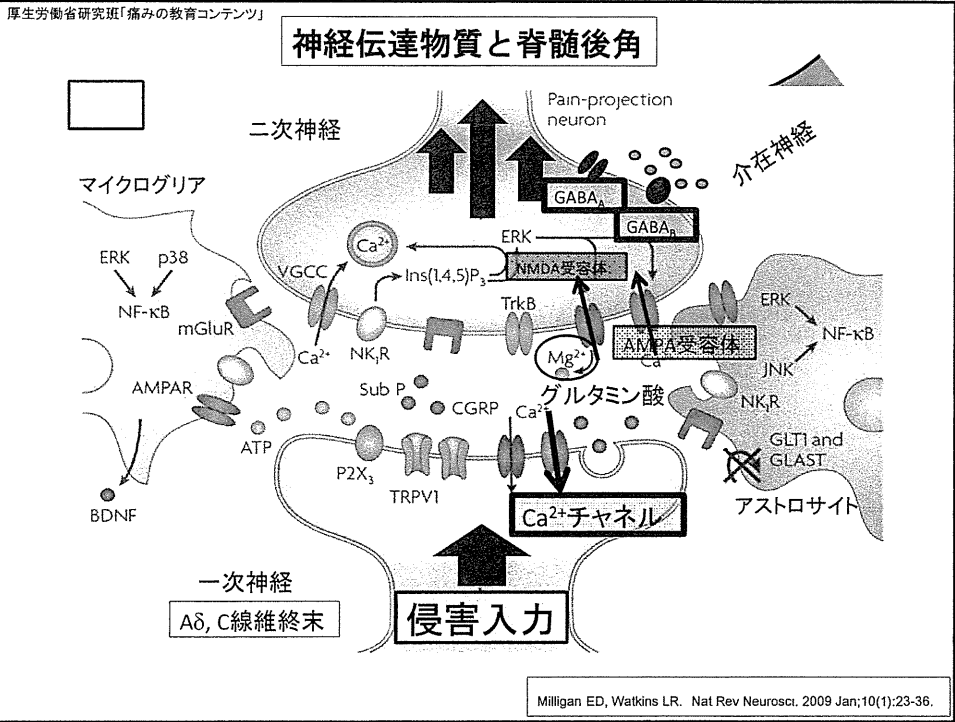 厚生労働省研究班「痛みの教育コンテンツ」
神経伝達物質と脊髄後角
Pain-projection
neuron
二次神経
介在神経
マイクログリア
GABAA
GABAB
ERK
p38
NF-κB
mGluR
AMPAR
BDNF
Ca²⁺
VGCC
Ins(1,4,5)P₃
ERK
NMDA受容体
TrkB
Ca²⁺
NK₁R
Mg²⁺
AMPA受容体
Ca
ERK
NF-κB
JNK
NK₁R
GLT1 and
GLAST
アストロサイト
グルタミン酸
Sub P
CGRP
Ca²⁺
ATP
P2X₃
TRPV1
Ca²⁺チャネル
一次神経
Aδ, C線維終末
侵害入力
Milligan ED, Watkins LR. Nat Rev Neurosci. 2009 Jan;10(1):23-36.